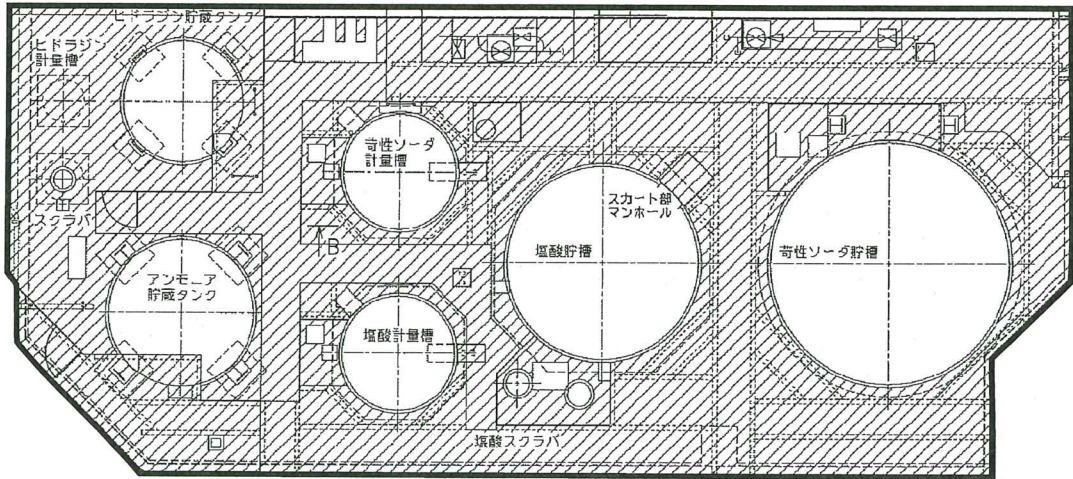 ヒドラジン貯蔵タンク
ヒドラジン
計量槽
苛性ソーダ
計量槽
スカート部
マンホール
スクラバ
B
塩酸貯槽
苛性ソーダ貯槽
アンモニア
貯蔵タンク
塩酸計量槽
塩酸スクラバ